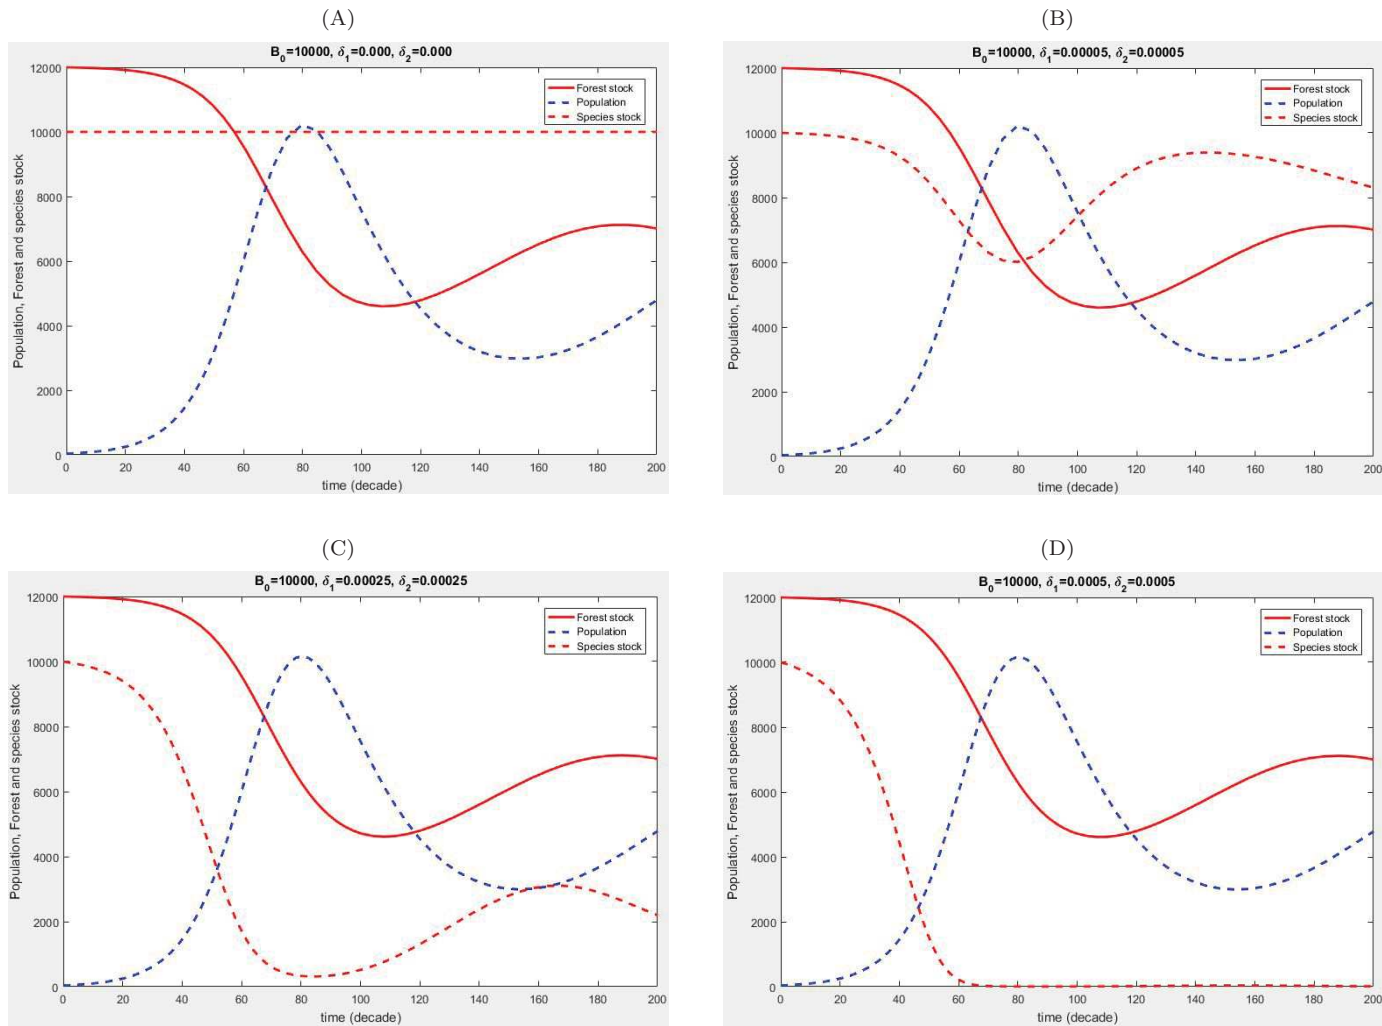 (A)
B0=10000, δ1=0.000, δ2=0.000
Population, Forest and species stock
12000
10000
8000
6000
4000
2000
0
Forest stock
Population
Species stock
0 20 40 60 80 100 120 140 160 180 200
time (decade)
(B)
B0=10000, δ1=0.00005, δ2=0.00005
Population, Forest and species stock
12000
10000
8000
6000
4000
2000
0
Forest stock
Population
Species stock
0 20 40 60 80 100 120 140 160 180 200
time (decade)
(C)
B0=10000, δ1=0.00025, δ2=0.00025
Population, Forest and species stock
12000
10000
8000
6000
4000
2000
0
Forest stock
Population
Species stock
0 20 40 60 80 100 120 140 160 180 200
time (decade)
(D)
B0=10000, δ1=0.0005, δ2=0.0005
Population, Forest and species stock
12000
10000
8000
6000
4000
2000
0
Forest stock
Population
Species stock
0 20 40 60 80 100 120 140 160 180 200
time (decade)